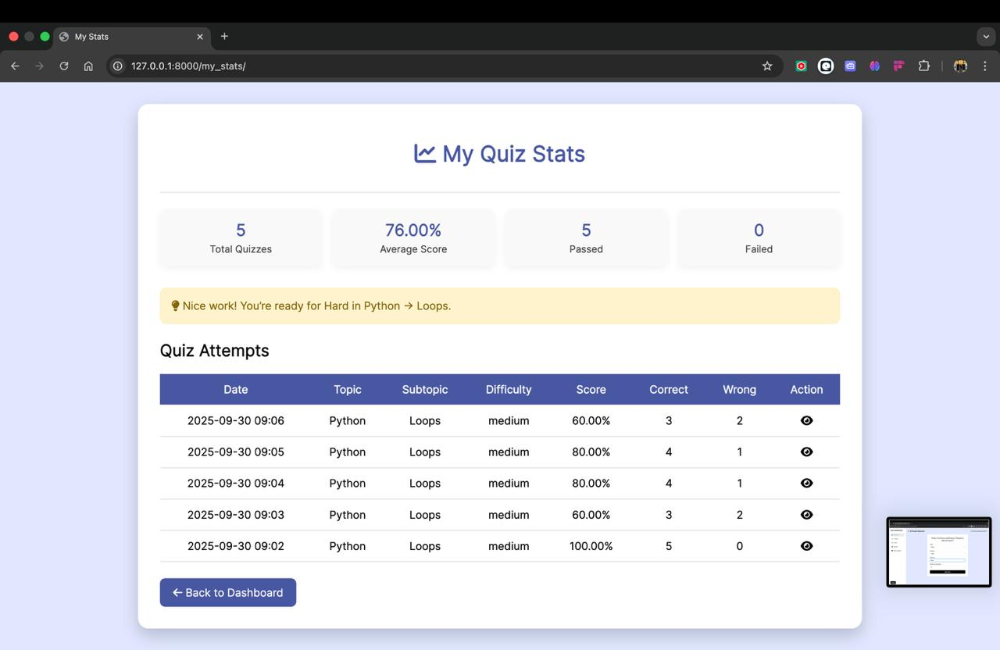 My Stats
127.0.0.1:8000/my_stats/
My Quiz Stats
5 76.00% 5 0
Total Quizzes Average Score Passed Failed
Nice work! You're ready for Hard in Python → Loops.
Quiz Attempts
Date Topic Subtopic Difficulty Score Correct Wrong Action
2025-09-30 09:06 Python Loops medium 60.00% 3 2
2025-09-30 09:05 Python Loops medium 80.00% 4 1
2025-09-30 09:04 Python Loops medium 80.00% 4 1
2025-09-30 09:03 Python Loops medium 60.00% 3 2
2025-09-30 09:02 Python Loops medium 100.00% 5 0
← Back to Dashboard